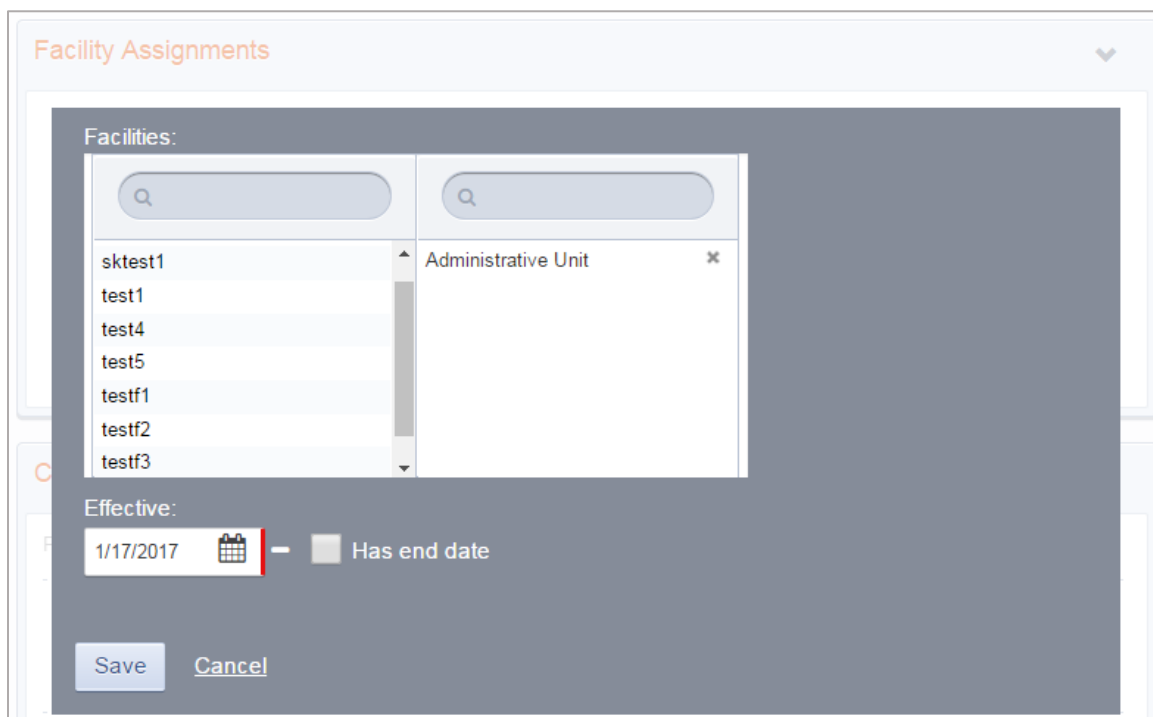 Facility Assignments
Facilities:
sktest1
test1
test4
test5
testf1
testf2
testf3
Administrative Unit
Effective:
1/17/2017
Has end date
Save Cancel